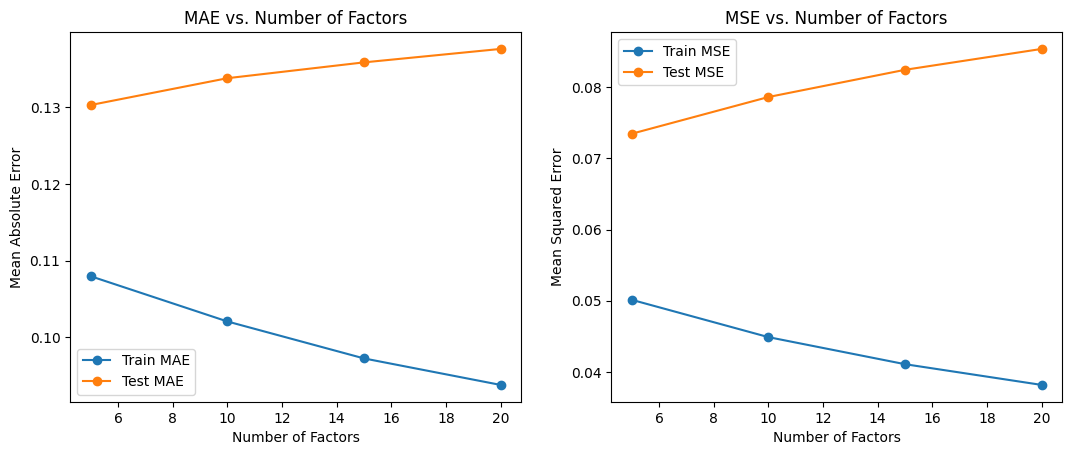 MAE vs. Number of Factors
Mean Absolute Error
0.13
0.12
0.11
0.10
Train MAE
Test MAE
6 8 10 12 14 16 18 20
Number of Factors
MSE vs. Number of Factors
Train MSE
Test MSE
Mean Squared Error
0.08
0.07
0.06
0.05
0.04
6 8 10 12 14 16 18 20
Number of Factors